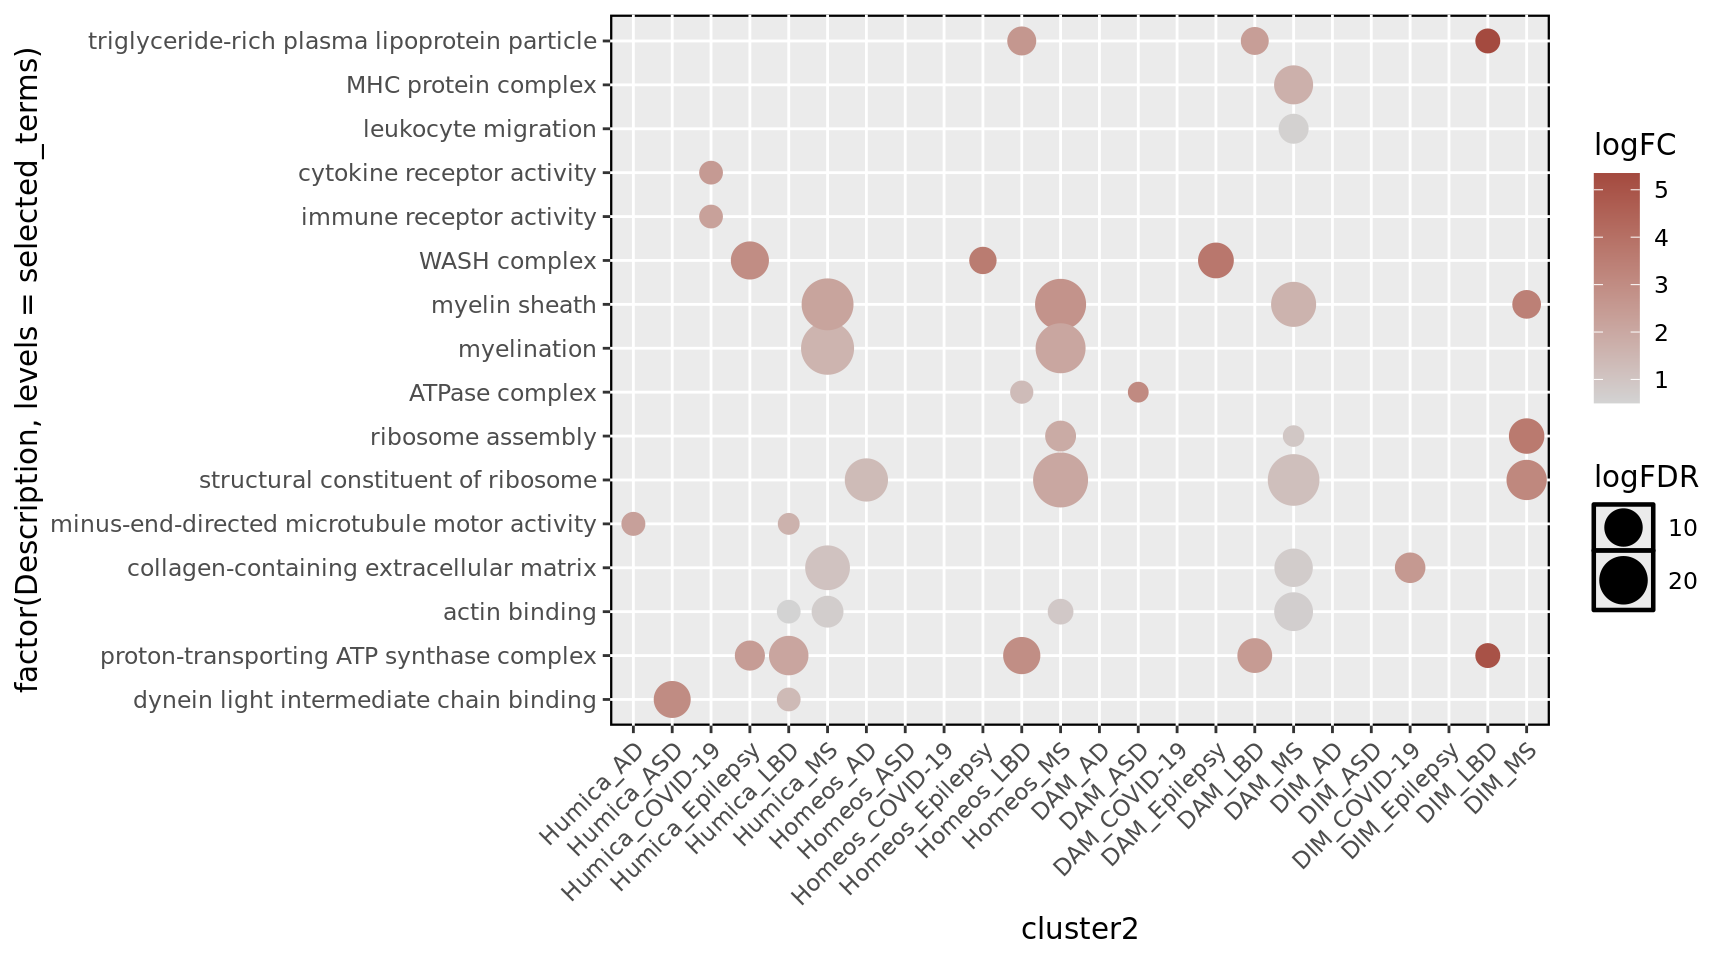 factor(Description, levels = selected_terms)
triglyceride-rich plasma lipoprotein particle
MHC protein complex
leukocyte migration
cytokine receptor activity
immune receptor activity
WASH complex
myelin sheath
myelination
ATPase complex
ribosome assembly
structural constituent of ribosome
minus-end-directed microtubule motor activity
collagen-containing extracellular matrix
actin binding
proton-transporting ATP synthase complex
dynein light intermediate chain binding
Humica_AD
Humica_ASD
Humica_COVID-19
Humica_Epilepsy
Humica_LBD
Humica_MS
Homeos_AD
Homeos_ASD
Homeos_COVID-19
Homeos_Epilepsy
Homeos_LBD
Homeos_MS
DAM_AD
DAM_ASD
DAM_COVID-19
DAM_Epilepsy
DAM_LBD
DAM_MS
DIM_AD
DIM_ASD
DIM_COVID-19
DIM_Epilepsy
DIM_LBD
DIM_MS
cluster2
logFC
5
4
3
2
1
logFDR
10
20